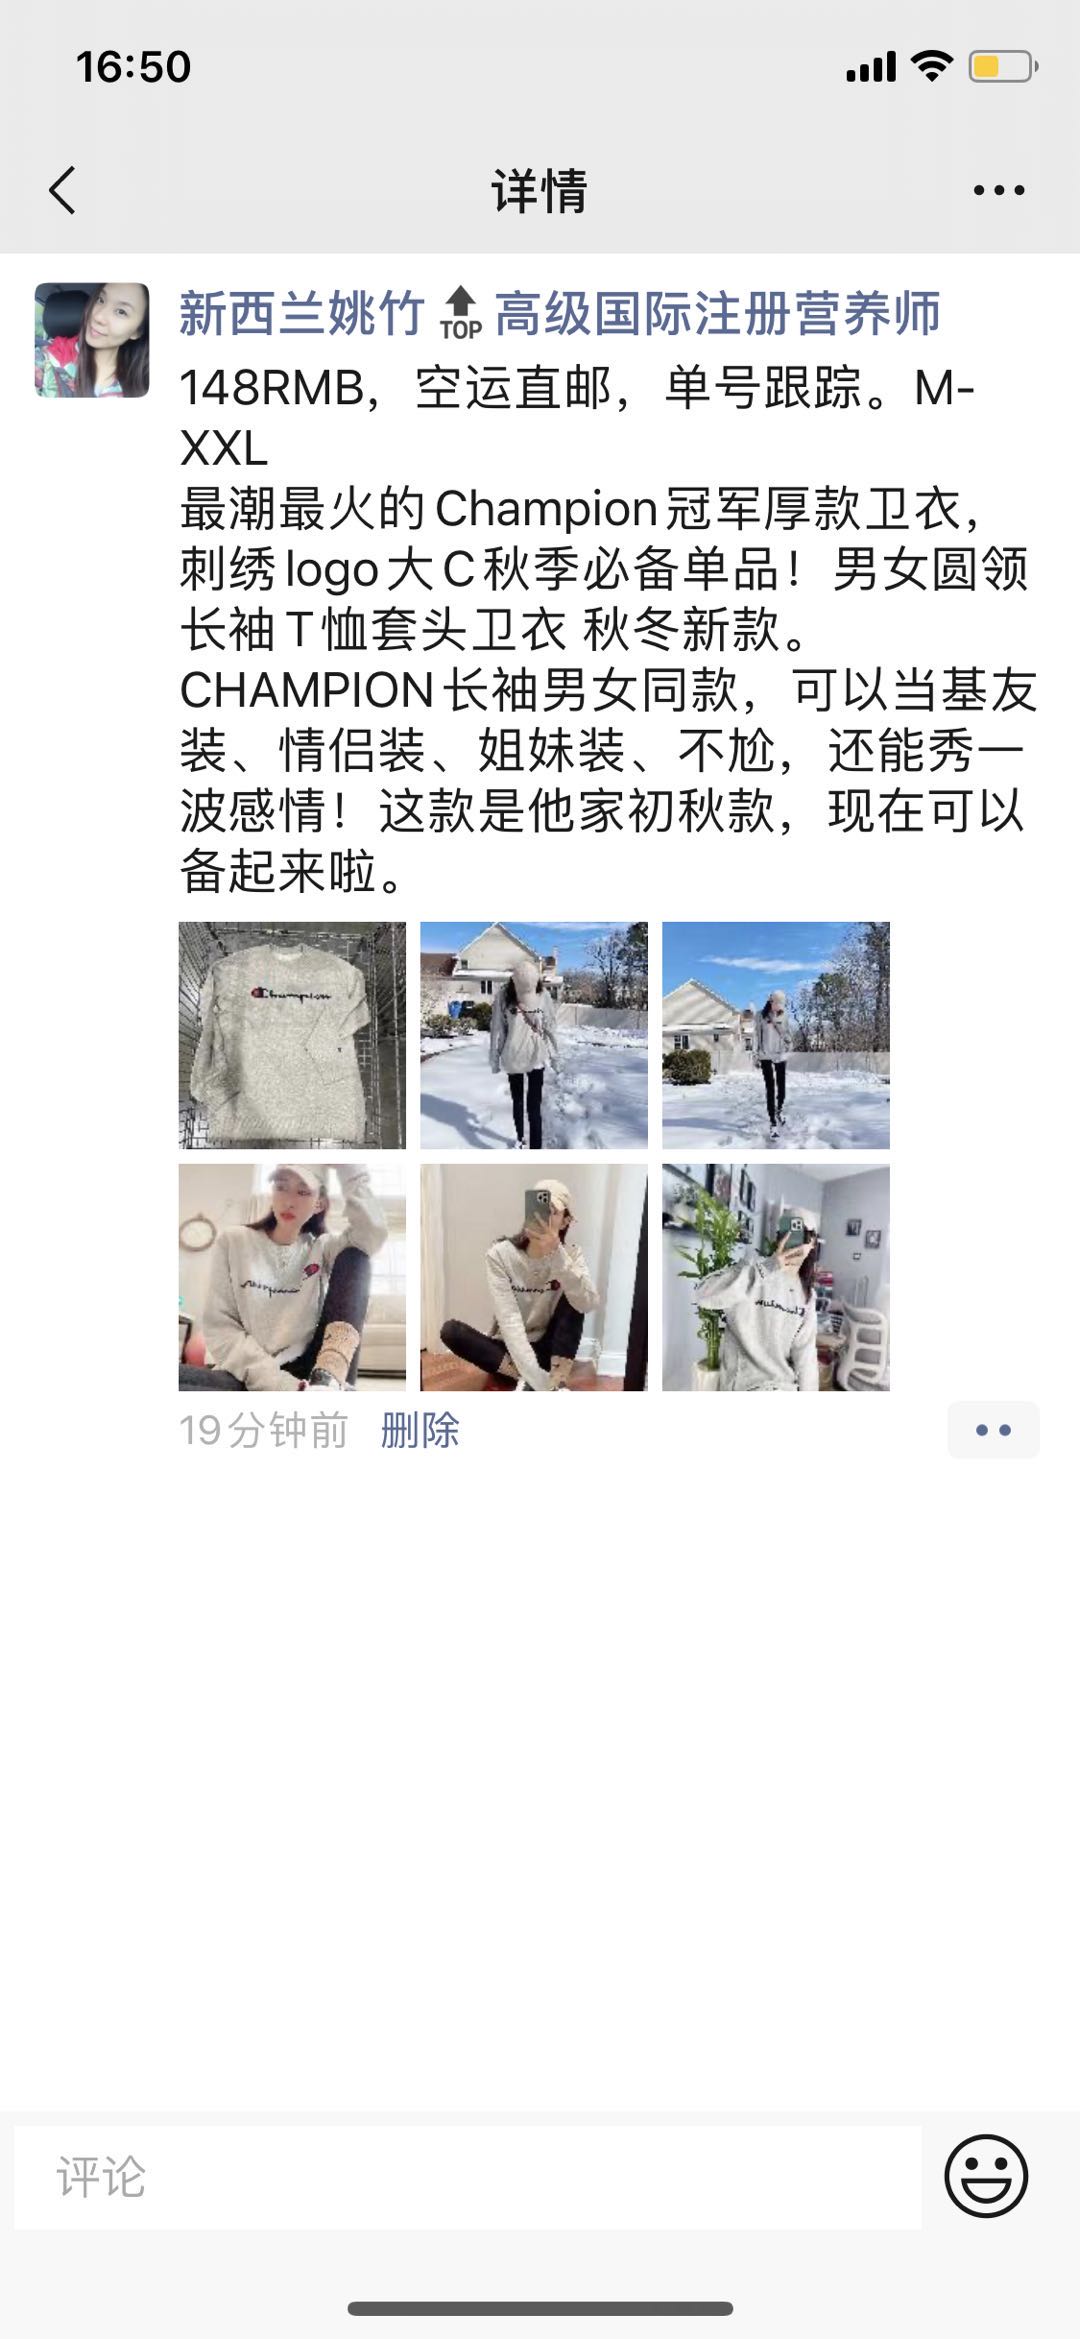 16:50
详情
新西兰姚竹 TOP 高级国际注册营养师
148RMB，空运直邮，单号跟踪。M-
XXL
最潮最火的Champion冠军厚款卫衣，
刺绣logo大C秋季必备单品！男女圆领
长袖T恤套头卫衣 秋冬新款。
CHAMPION长袖男女同款，可以当基友
装、情侣装、姐妹装、不尬，还能秀一
波感情！这款是他家初秋款，现在可以
备起来啦。
Champion
19分钟前 删除
评论